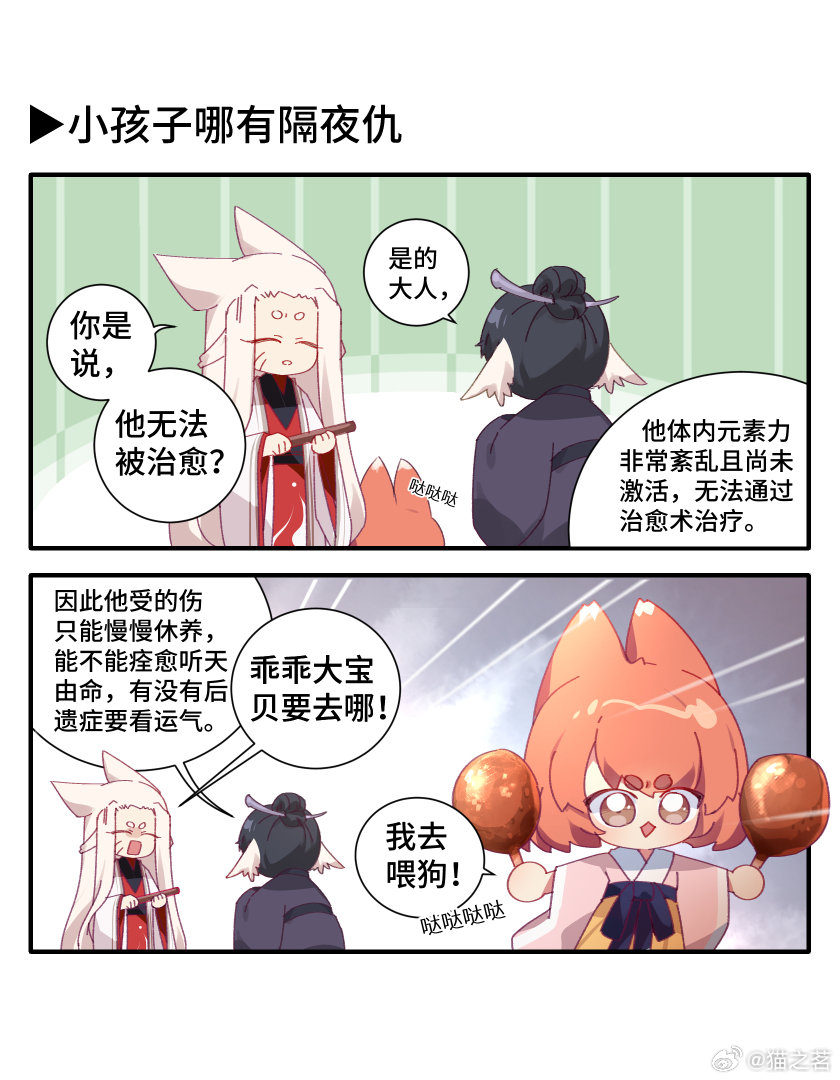 ▶小孩子哪有隔夜仇
你是
说，
他无法
被治愈？
是的
大人，
哒哒哒
他体内元素力
非常紊乱且尚未
激活，无法通过
治愈术治疗。
因此他受的伤
只能慢慢休养，
能不能痊愈听天
由命，有没有后
遗症要看运气。
乖乖大宝
贝要去哪！
我去
喂狗！
哒哒哒哒
@猫之茗